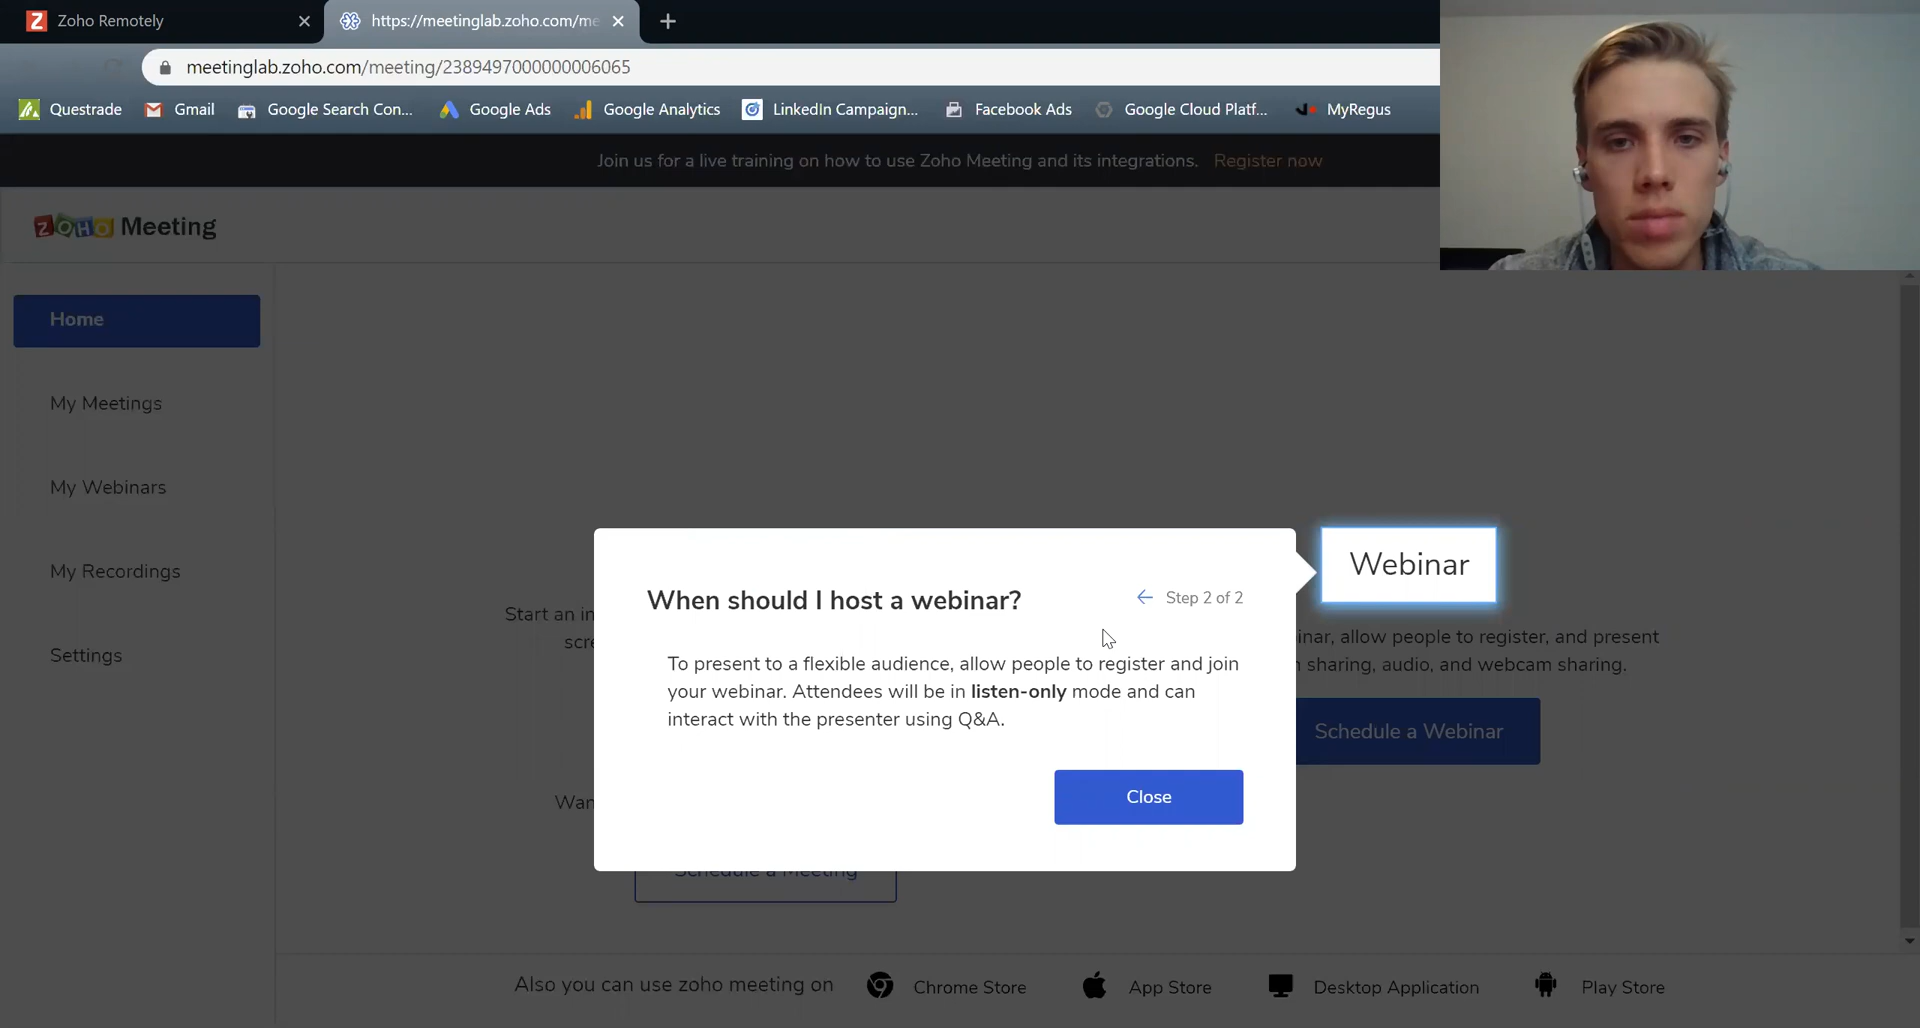 Zoho Remotely
https://meetinglab.zoho.com/me
meetinglab.zoho.com/meeting/2389497000000006065
Questrade
Gmail
Google Search Con...
Google Ads
Google Analytics
LinkedIn Campaign...
Facebook Ads
Google Cloud Platf...
MyRegus
Join us for a live training on how to use Zoho Meeting and its integrations. Register now
ZOHO Meeting
Home
My Meetings
My Webinars
My Recordings
Settings
Start an in
scre
Wan
When should I host a webinar?
Step 2 of 2
To present to a flexible audience, allow people to register and join
your webinar. Attendees will be in listen-only mode and can
interact with the presenter using Q&A.
Close
Schedule a Meeting
Webinar
inar, allow people to register, and present
n sharing, audio, and webcam sharing.
Schedule a Webinar
Also you can use zoho meeting on
Chrome Store
App Store
Desktop Application
Play Store